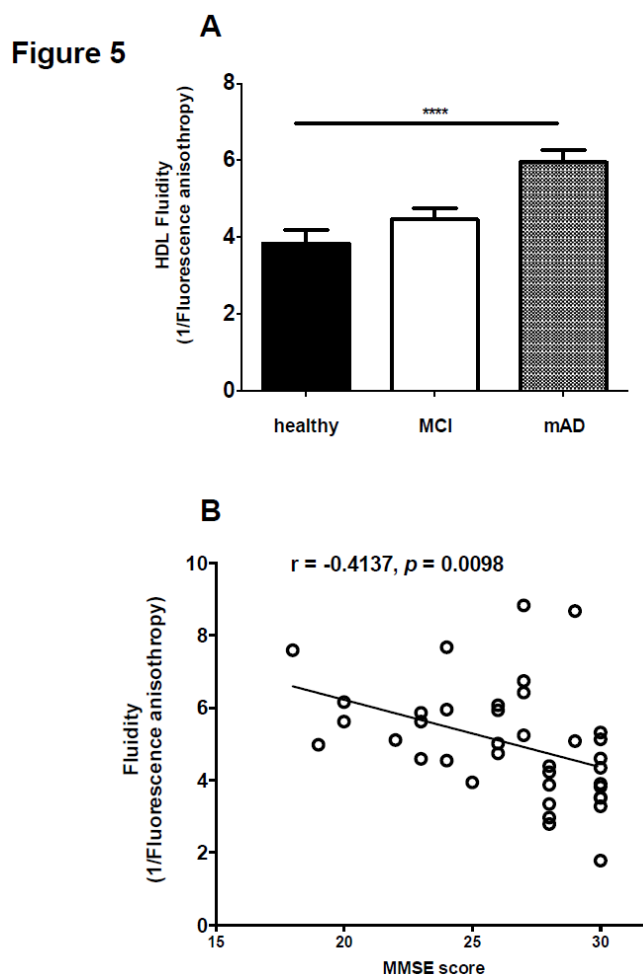 Figure 5
A
HDL Fluidity
(1/Fluorescence anisothropy)
8
6
4
2
0
****
healthy MCI mAD
B
r = -0.4137, p = 0.0098
Fluidity
(1/Fluorescence anisothropy)
10
8
6
4
2
0
15 20 25 30
MMSE score